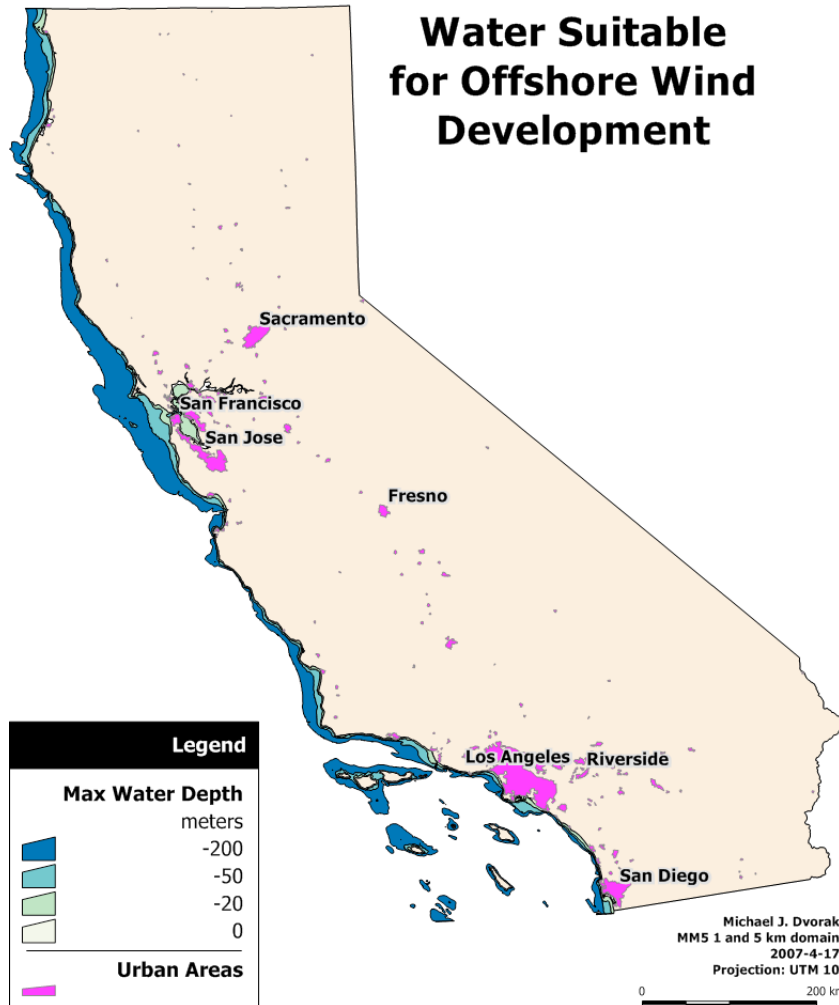 Water Suitable
for Offshore Wind
Development
Sacramento
San Francisco
San Jose
Fresno
Los Angeles
Riverside
San Diego
Legend
Max Water Depth
meters
-200
-50
-20
0
Urban Areas
Michael J. Dvorak
MM5 1 and 5 km domain
2007-4-17
Projection: UTM 10
0
200 km